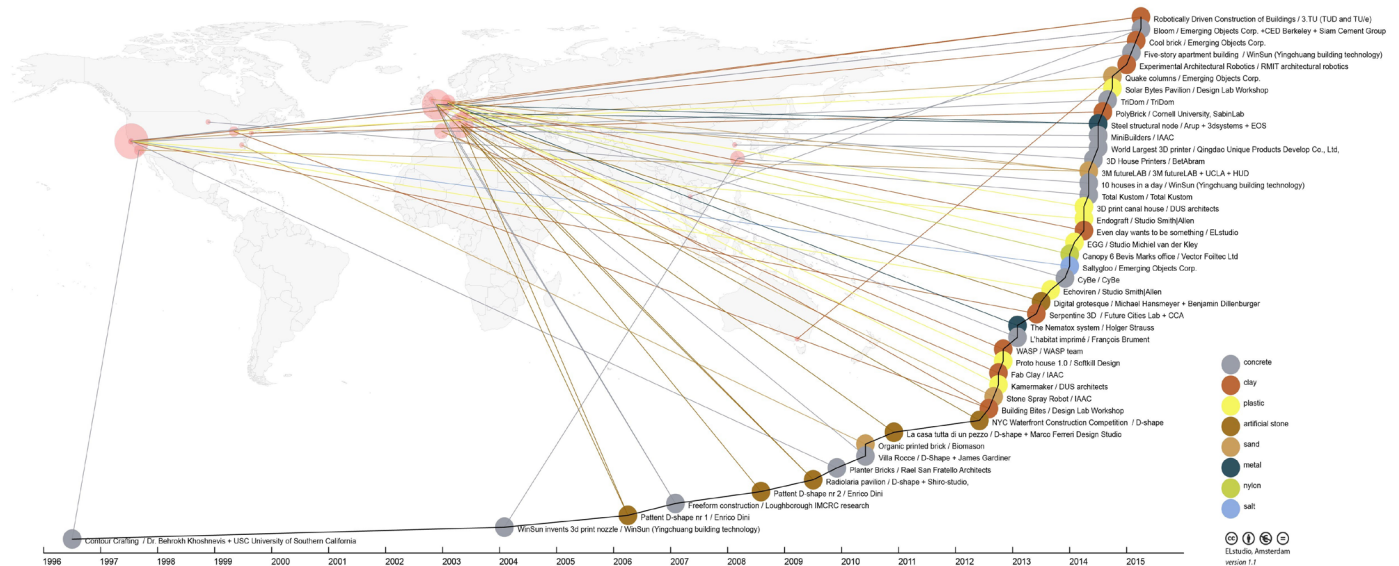 Robotically Driven Construction of Buildings / 3.TU (TUD and TU/e)
Bloom / Emerging Objects Corp. +CED Berkeley + Siam Cement Group
Cool brick / Emerging Objects Corp.
Five-story apartment building / WinSun (Yingchuang building technology)
Experimental Architectural Robotics / RMIT architectural robotics
Quake columns / Emerging Objects Corp.
Solar Bytes Pavilion / Design Lab Workshop
TriDom / TriDom
PolyBrick / Cornell University, SabinLab
Steel structural node / Arup + 3dsystems + EOS
MiniBuilders / IAAC
World Largest 3D printer / Qingdao Unique Products Develop Co., Ltd,
3D House Printers / BetAbram
3M futureLAB / 3M futureLAB + UCLA + HUD
10 houses in a day / WinSun (Yingchuang building technology)
Total Kustom / Total Kustom
3D print canal house / DUS architects
Endograft / Studio Smith|Allen
Even clay wants to be something / ELstudio
EGG / Studio Michiel van der Kley
Canopy 6 Bevis Marks office / Vector Foiltec Ltd
Saltygloo / Emerging Objects Corp.
CyBe / CyBe
Echoviren / Studio Smith|Allen
Digital grotesque / Michael Hansmeyer + Benjamin Dillenburger
Serpentine 3D / Future Cities Lab + CCA
The Nematox system / Holger Strauss
L'habitat imprimé / François Brument
WASP / WASP team
Proto house 1.0 / Softkill Design
Fab Clay / IAAC
Kamermaker / DUS architects
Stone Spray Robot / IAAC
Building Bites / Design Lab Workshop
NYC Waterfront Construction Competition / D-shape
La casa tutta di un pezzo / D-shape + Marco Ferreri Design Studio
Organic printed brick / Biomason
Villa Rocce / D-Shape + James Gardiner
Planter Bricks / Rael San Fratello Architects
Radiolaria pavilion / D-shape + Shiro-studio,
Pattent D-shape nr 2 / Enrico Dini
Freeform construction / Loughborough IMCRC research
Pattent D-shape nr 1 / Enrico Dini
WinSun invents 3d print nozzle / WinSun (Yingchuang building technology)
Contour Crafting / Dr. Behrokh Khoshnevis + USC University of Southern California
1996 1997 1998 1999 2000 2001 2002 2003 2004 2005 2006 2007 2008 2009 2010 2011 2012 2013 2014 2015
concrete
clay
plastic
artificial stone
sand
metal
nylon
salt
cc
ELstudio, Amsterdam
version 1.1